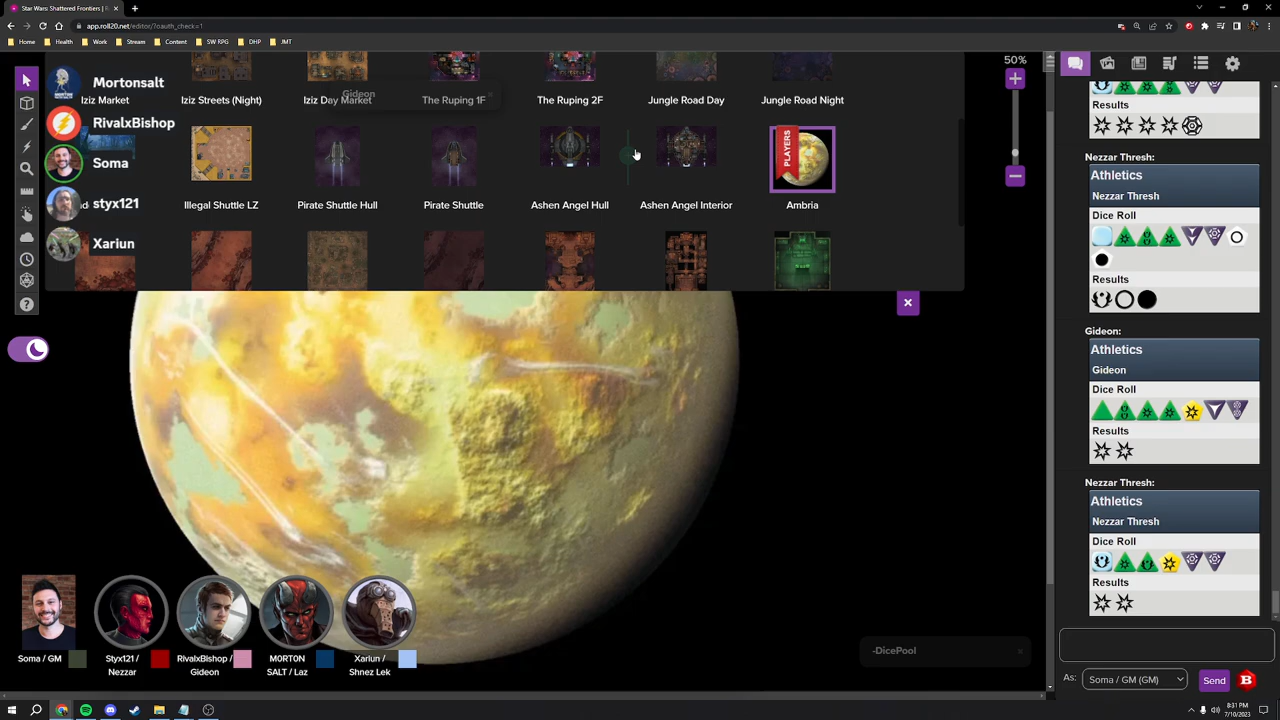 Star Wars: Shattered Frontiers |
app.roll20.net/editor/?oauth_check=1
Home
Health
Work
Stream
Content
SW RPG
DHP
JMT
Mortonsalt
RivalxBishop
Soma
styx121
Xariun
Iziz Market
Iziz Streets (Night)
Iziz Day Market
Gideon
The Ruping 1F
The Ruping 2F
Jungle Road Day
Jungle Road Night
Illegal Shuttle LZ
Pirate Shuttle Hull
Pirate Shuttle
Ashen Angel Hull
Ashen Angel Interior
PLAYERS
Ambria
50%
-DicePool
Soma / GM
Styx121 /
Nezzar
RivalxBishop /
Gideon
M0RT0N
SALT / Laz
Xariun /
Shnez Lek
Results
Nezzar Thresh:
Athletics
Nezzar Thresh
Dice Roll
Results
Gideon:
Athletics
Gideon
Dice Roll
Results
Nezzar Thresh:
Athletics
Nezzar Thresh
Dice Roll
Results
As:
Soma / GM (GM)
Send
8:31 PM
7/10/2023